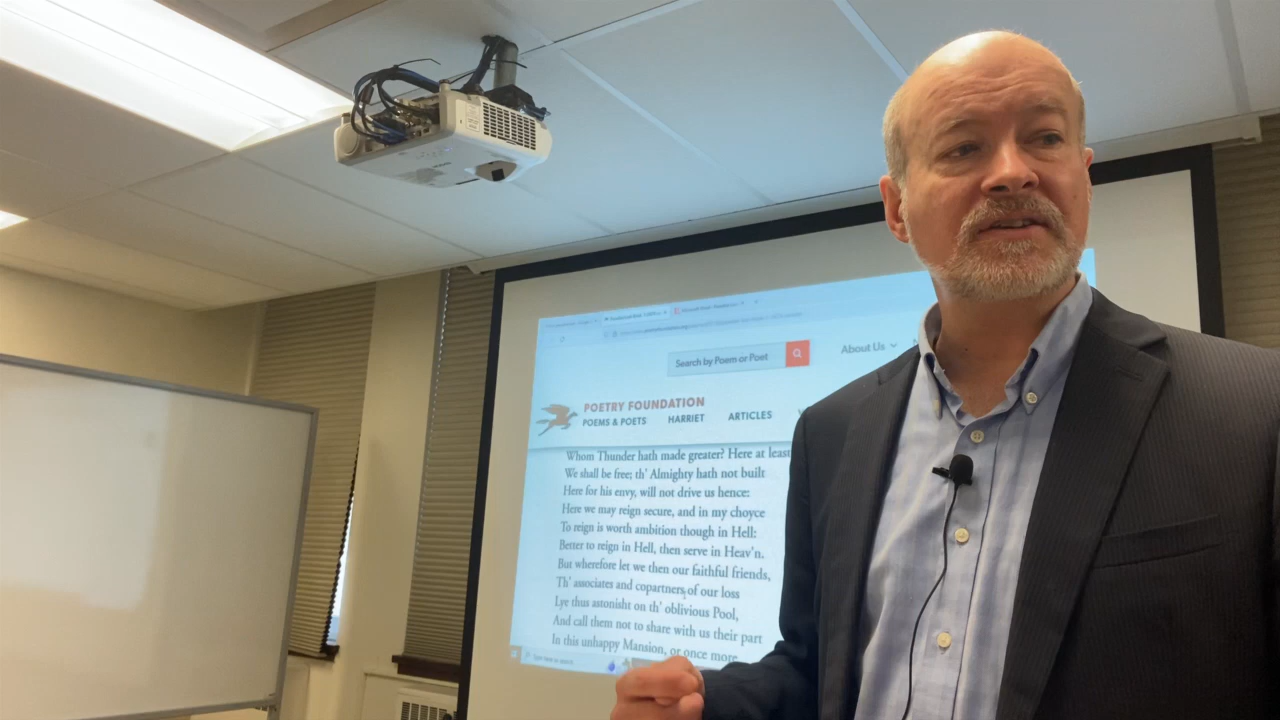 Search by Poem or Poet
About Us
POETRY FOUNDATION
POEMS & POETS HARRIET ARTICLES
Whom Thunder hath made greater? Here at least
We shall be free; th' Almighty hath not built
Here for his envy, will not drive us hence:
Here we may reign secure, and in my choyce
To reign is worth ambition though in Hell:
Better to reign in Hell, then serve in Heav'n.
But wherefore let we then our faithful friends,
Th' associates and copartners of our loss
Lye thus astonisht on th' oblivious Pool,
And call them not to share with us their part
In this unhappy Mansion, or once more
Type here to search